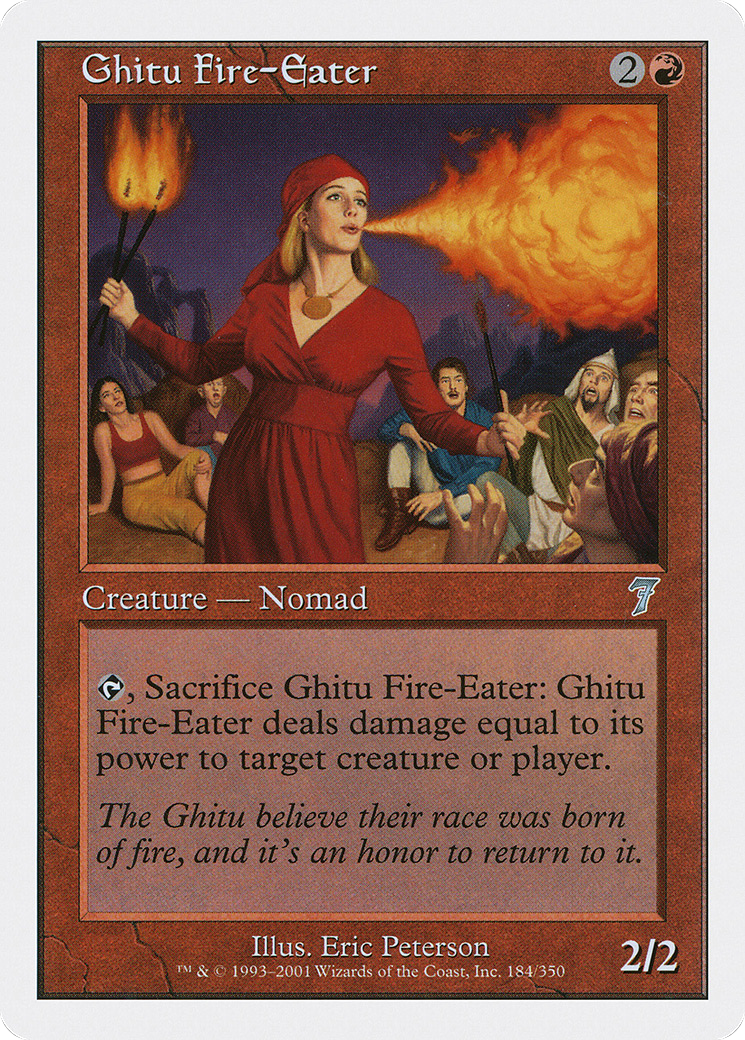 Ghitu Fire-Eater 2
Creature — Nomad 7
, Sacrifice Ghitu Fire-Eater: Ghitu
Fire-Eater deals damage equal to its
power to target creature or player.
The Ghitu believe their race was born
of fire, and it's an honor to return to it.
Illus. Eric Peterson
™ & © 1993–2001 Wizards of the Coast, Inc. 184/350
2/2